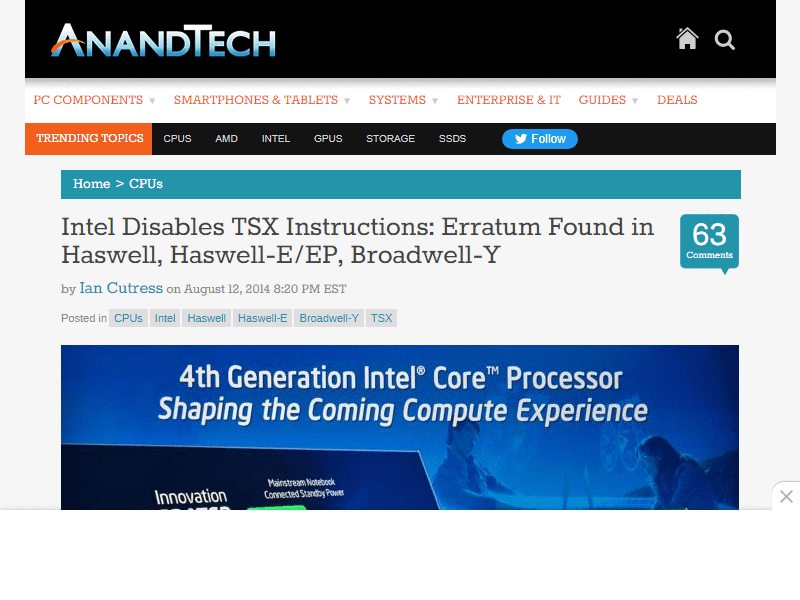 ANANDTECH
PC COMPONENTS SMARTPHONES & TABLETS SYSTEMS ENTERPRISE & IT GUIDES DEALS
TRENDING TOPICS CPUS AMD INTEL GPUS STORAGE SSDS Follow
Home > CPUs
Intel Disables TSX Instructions: Erratum Found in
Haswell, Haswell-E/EP, Broadwell-Y
63
Comments
by Ian Cutress on August 12, 2014 8:20 PM EST
Posted in CPUs Intel Haswell Haswell-E Broadwell-Y TSX
4th Generation Intel® Core™ Processor
Shaping the Coming Compute Experience
Mainstream Notebook
Innovation Connected Standby Power